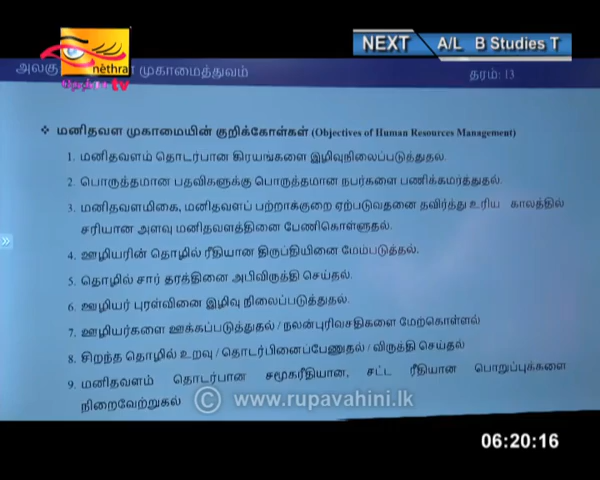 NEXT A/L B Studies T
nethra
tv
முகாமைத்துவம் தரம்: 13
❖ மனிதவள முகாமையின் குறிக்கோள்கள் (Objectives of Human Resources Management)
1. மனிதவளம் தொடர்பான கிரயங்களை இழிவுநிலைப்படுத்துதல்.
2. பொருத்தமான பதவிகளுக்கு பொருத்தமான நபர்களை பணிக்கமர்த்துதல்.
3. மனிதவளமிகை, மனிதவளப் பற்றாக்குறை ஏற்படுவதனை தவிர்த்து உரிய காலத்தில்
சரியான அளவு மனிதவளத்தினை பேணிகொள்ளுதல்.
4. ஊழியரின் தொழில் ரீதியான திருப்தியினை மேம்படுத்தல்.
5. தொழில் சார் தரத்தினை அபிவிருத்தி செய்தல்.
6. ஊழியர் புரள்வினை இழிவு நிலைப்படுத்துதல்.
7. ஊழியர்களை ஊக்கப்படுத்துதல் / நலன்புரிவசதிகளை மேற்கொள்ளல்
8. சிறந்த தொழில் உறவு / தொடர்பினைப்பேணுதல் / விருத்தி செய்தல்
9. மனிதவளம் தொடர்பான சமூகரீதியான, சட்ட ரீதியான பொறுப்புக்களை
நிறைவேற்றுகல்
© www.rupavahini.lk
06:20:16